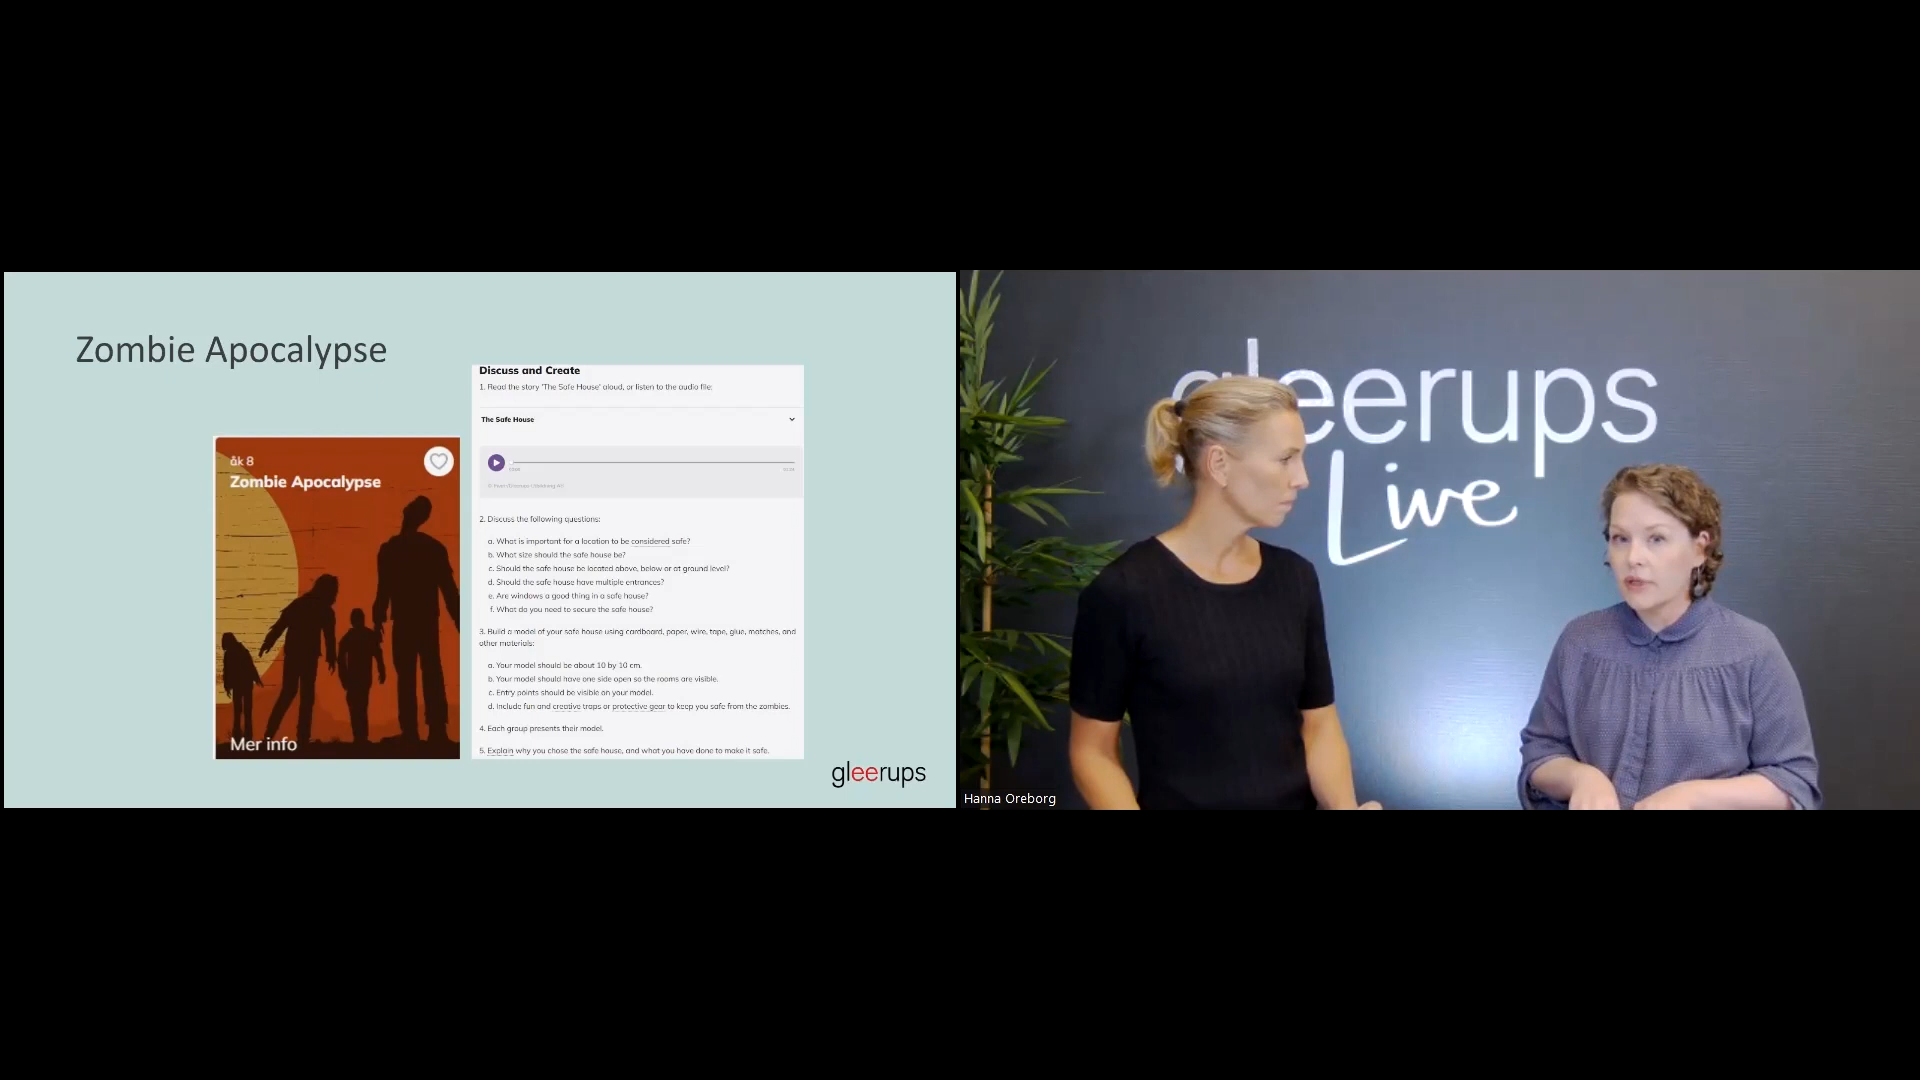 Zombie Apocalypse
åk 8
Zombie Apocalypse
Mer info
Discuss and Create
1. Read the story 'The Safe House' aloud, or listen to the audio file:
The Safe House
2. Discuss the following questions:
a. What is important for a location to be considered safe?
b. What size should the safe house be?
c. Should the safe house be located above, below or at ground level?
d. Should the safe house have multiple entrances?
e. Are windows a good thing in a safe house?
f. What do you need to secure the safe house?
3. Build a model of your safe house using cardboard, paper, wire, tape, glue, matches, and
other materials:
a. Your model should be about 10 by 10 cm.
b. Your model should have one side open so the rooms are visible.
c. Entry points should be visible on your model.
d. Include fun and creative traps or protective gear to keep you safe from the zombies.
4. Each group presents their model.
5. Explain why you chose the safe house, and what you have done to make it safe.
gleerups
gleerups
Live
Hanna Oreborg